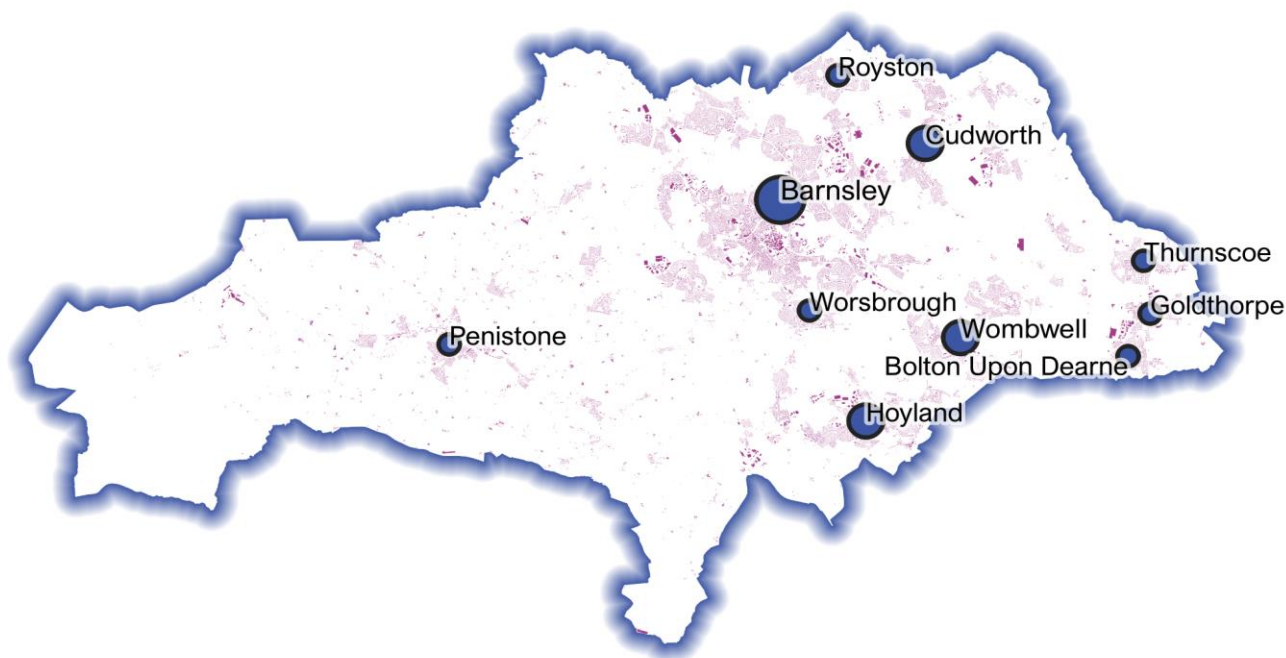 Royston
Cudworth
Barnsley
Thurnscoe
Goldthorpe
Worsbrough
Wombwell
Penistone
Bolton Upon Dearne
Hoyland